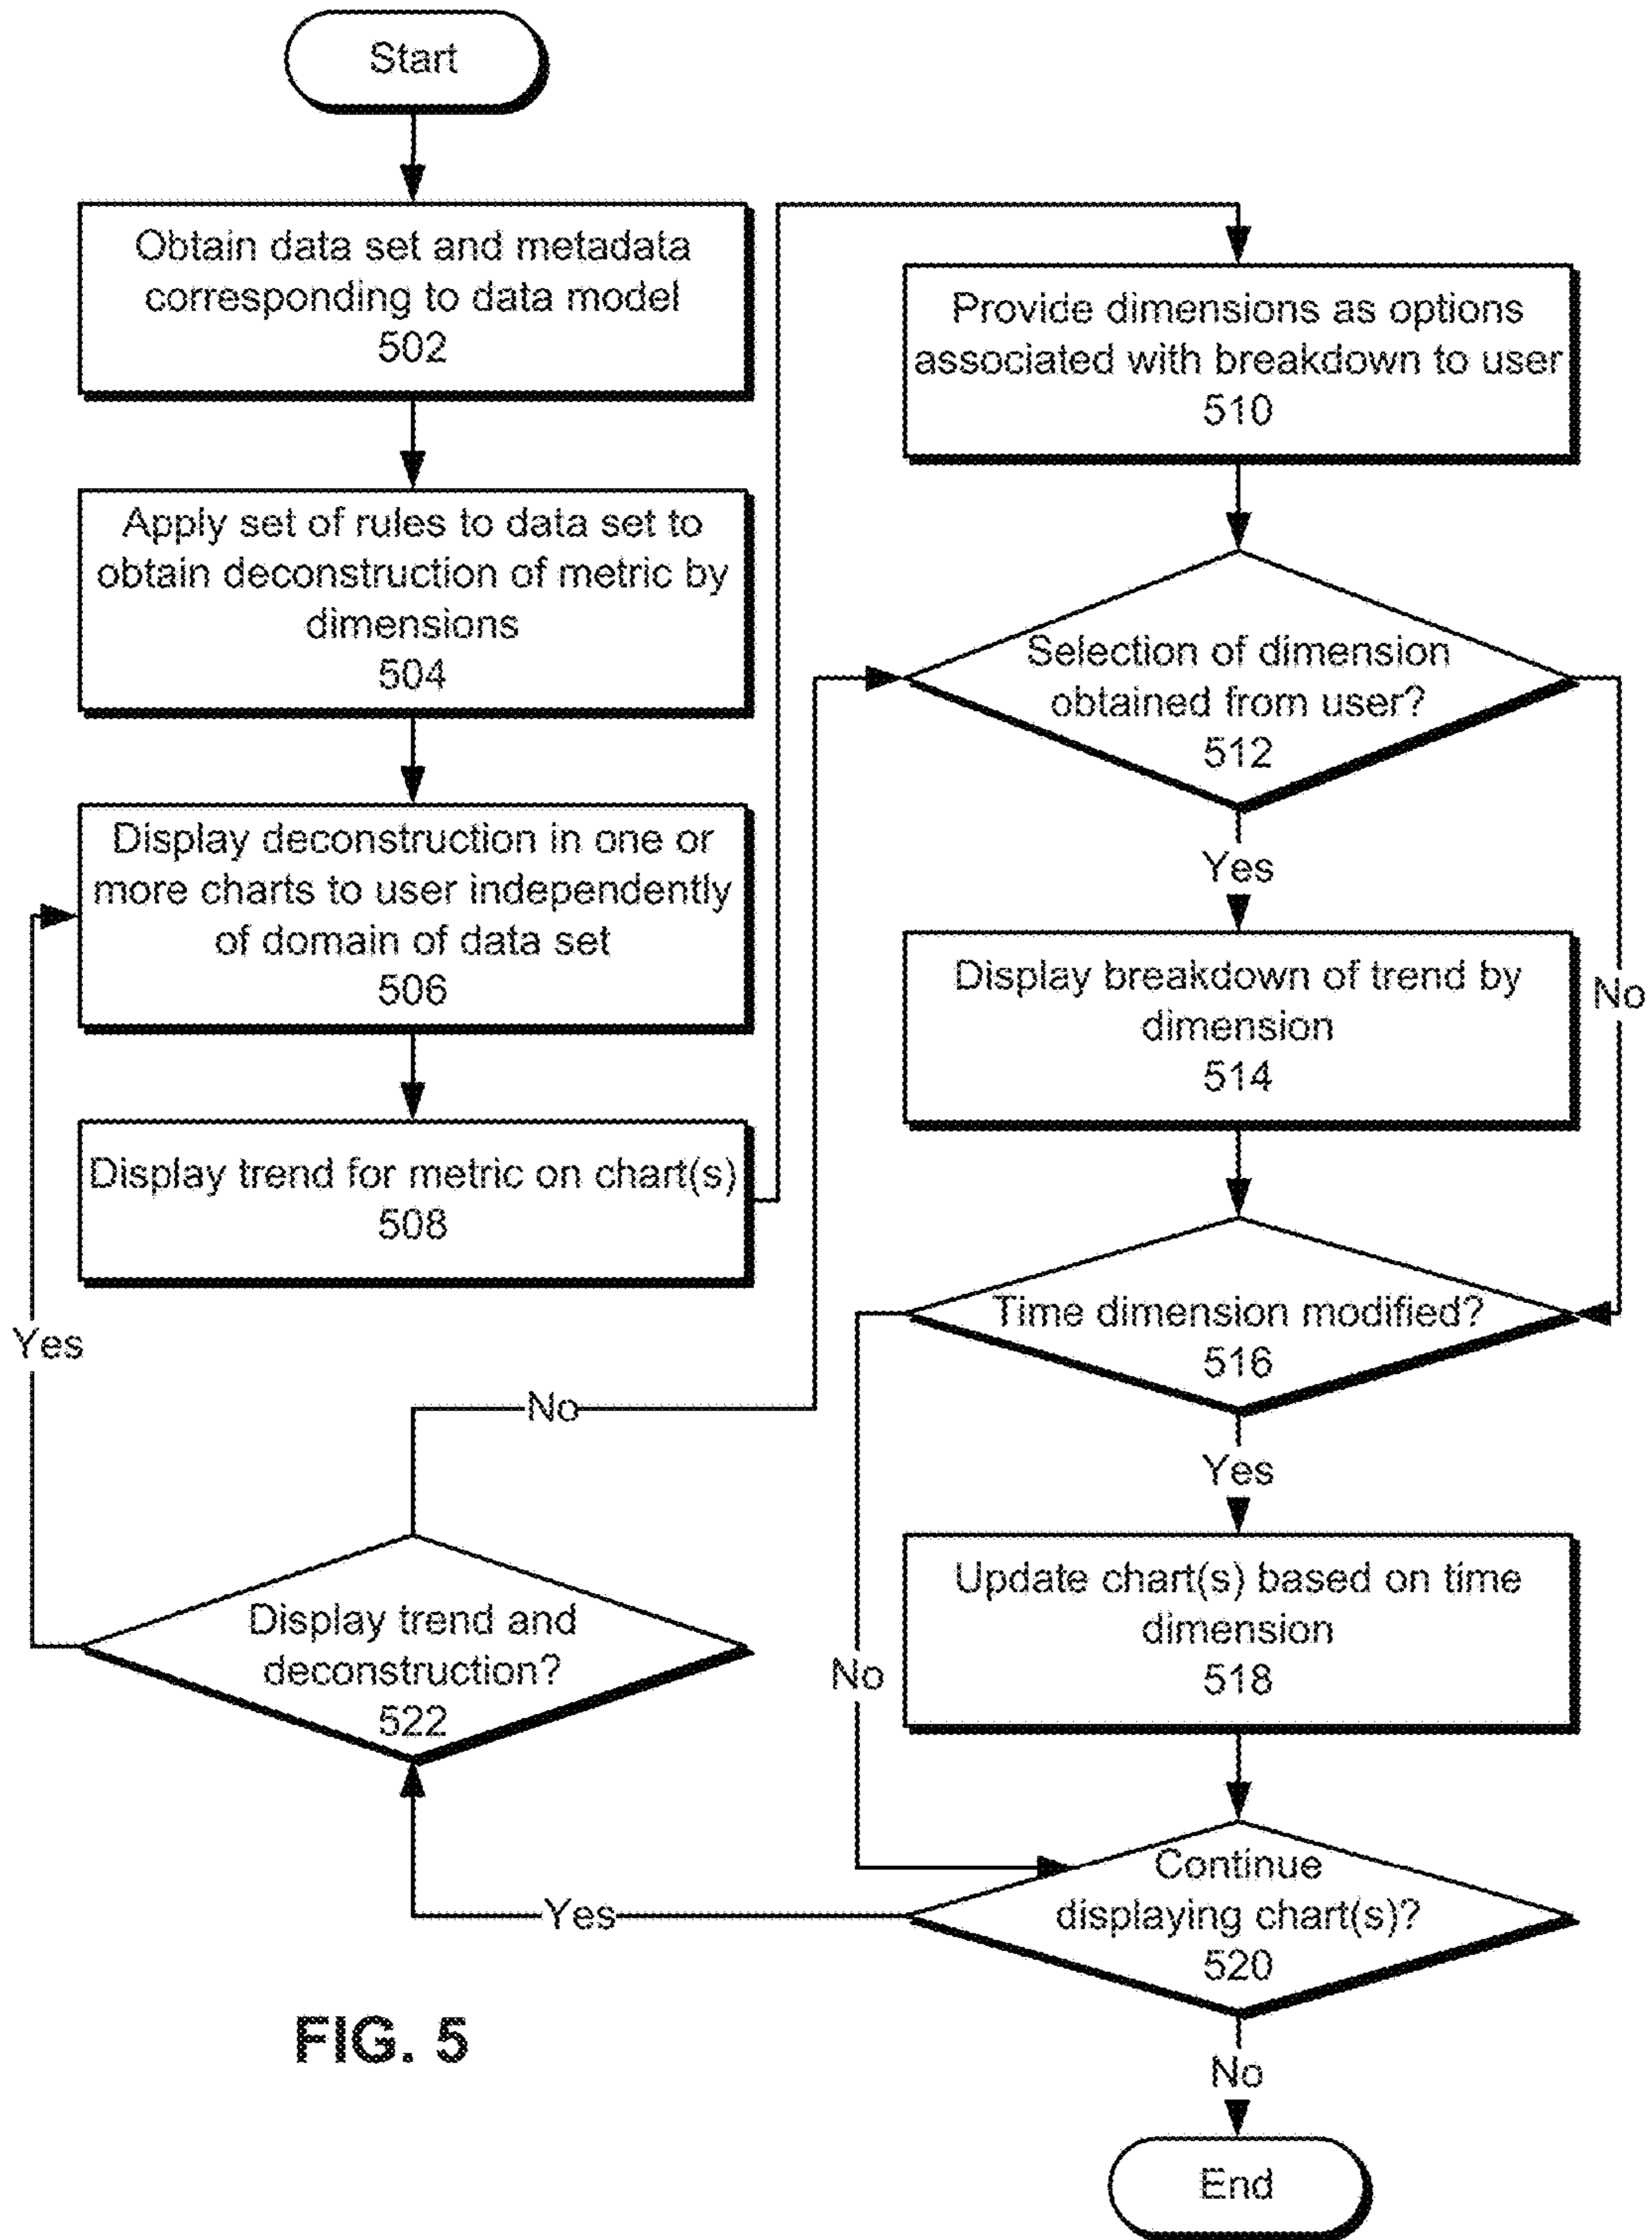 Start
Obtain data set and metadata
corresponding to data model
502
Apply set of rules to data set to
obtain deconstruction of metric by
dimensions
504
Display deconstruction in one or
more charts to user independently
of domain of data set
506
Display trend for metric on chart(s)
508
Yes
No
Display trend and
deconstruction?
522
Yes
Provide dimensions as options
associated with breakdown to user
510
Selection of dimension
obtained from user?
512
Yes
No
Display breakdown of trend by
dimension
514
Time dimension modified?
516
Yes
No
Update chart(s) based on time
dimension
518
Continue
displaying chart(s)?
520
No
End
FIG. 5